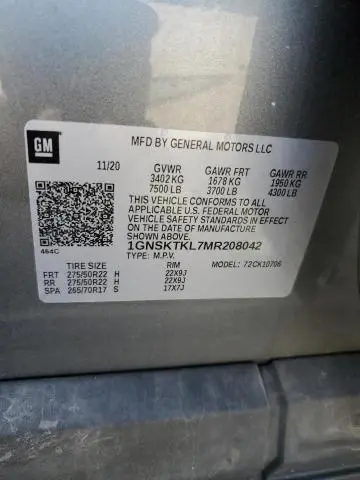 GM
MFD BY GENERAL MOTORS LLC
11/20 GVWR GAWR FRT GAWR RR
3402 KG 1678 KG 1950 KG
7500 LB 3700 LB 4300 LB
THIS VEHICLE CONFORMS TO ALL
APPLICABLE U.S. FEDERAL MOTOR
VEHICLE SAFETY STANDARDS IN EFFECT
ON THE DATE OF MANUFACTURE
SHOWN ABOVE.
464C 1GNSKTKL7MR208042
TYPE: M.P.V. MODEL: 72CK10706
TIRE SIZE RIM
FRT 275/50R22 H 22X9J
RR 275/50R22 H 22X9J
SPA 265/70R17 S 17X7J